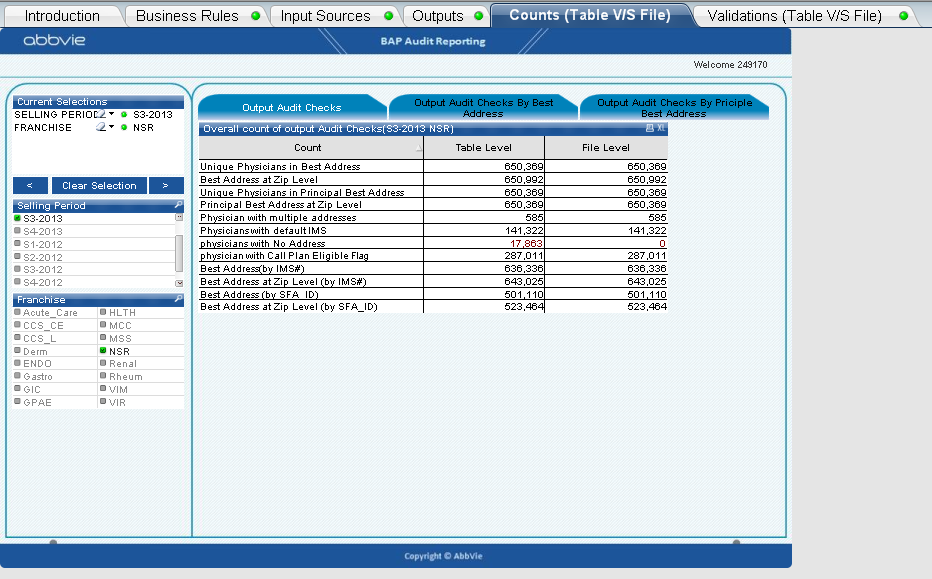 Introduction Business Rules Input Sources Outputs Counts (Table V/S File) Validations (Table V/S File)
abbvie BAP Audit Reporting
Welcome 249170
Current Selections
SELLING PERIOD S3-2013
FRANCHISE NSR
< Clear Selection >
Selling Period
S3-2013
S4-2013
S1-2012
S2-2012
S3-2012
S4-2012
Franchise
Acute_Care HLTH
CCS_CE MCC
CCS_L MSS
Derm NSR
ENDO Renal
Gastro Rheum
GIC VIM
GPAE VIR
Output Audit Checks
Output Audit Checks By Best
Address
Output Audit Checks By Priciple
Best Address
Overall count of output Audit Checks(S3-2013 NSR) XL
Count Table Level File Level
Unique Physicians in Best Address 650,369 650,369
Best Address at Zip Level 650,992 650,992
Unique Physicians in Principal Best Address 650,369 650,369
Principal Best Address at Zip Level 650,369 650,369
Physician with multiple addresses 585 585
Physicians with default IMS 141,322 141,322
physicians with No Address 17,863 0
physician with Call Plan Eligible Flag 287,011 287,011
Best Address(by IMS#) 636,336 636,336
Best Address at Zip Level (by IMS#) 643,025 643,025
Best Address (by SFA_ID) 501,110 501,110
Best Address at Zip Level (by SFA_ID) 523,464 523,464
Copyright © AbbVie